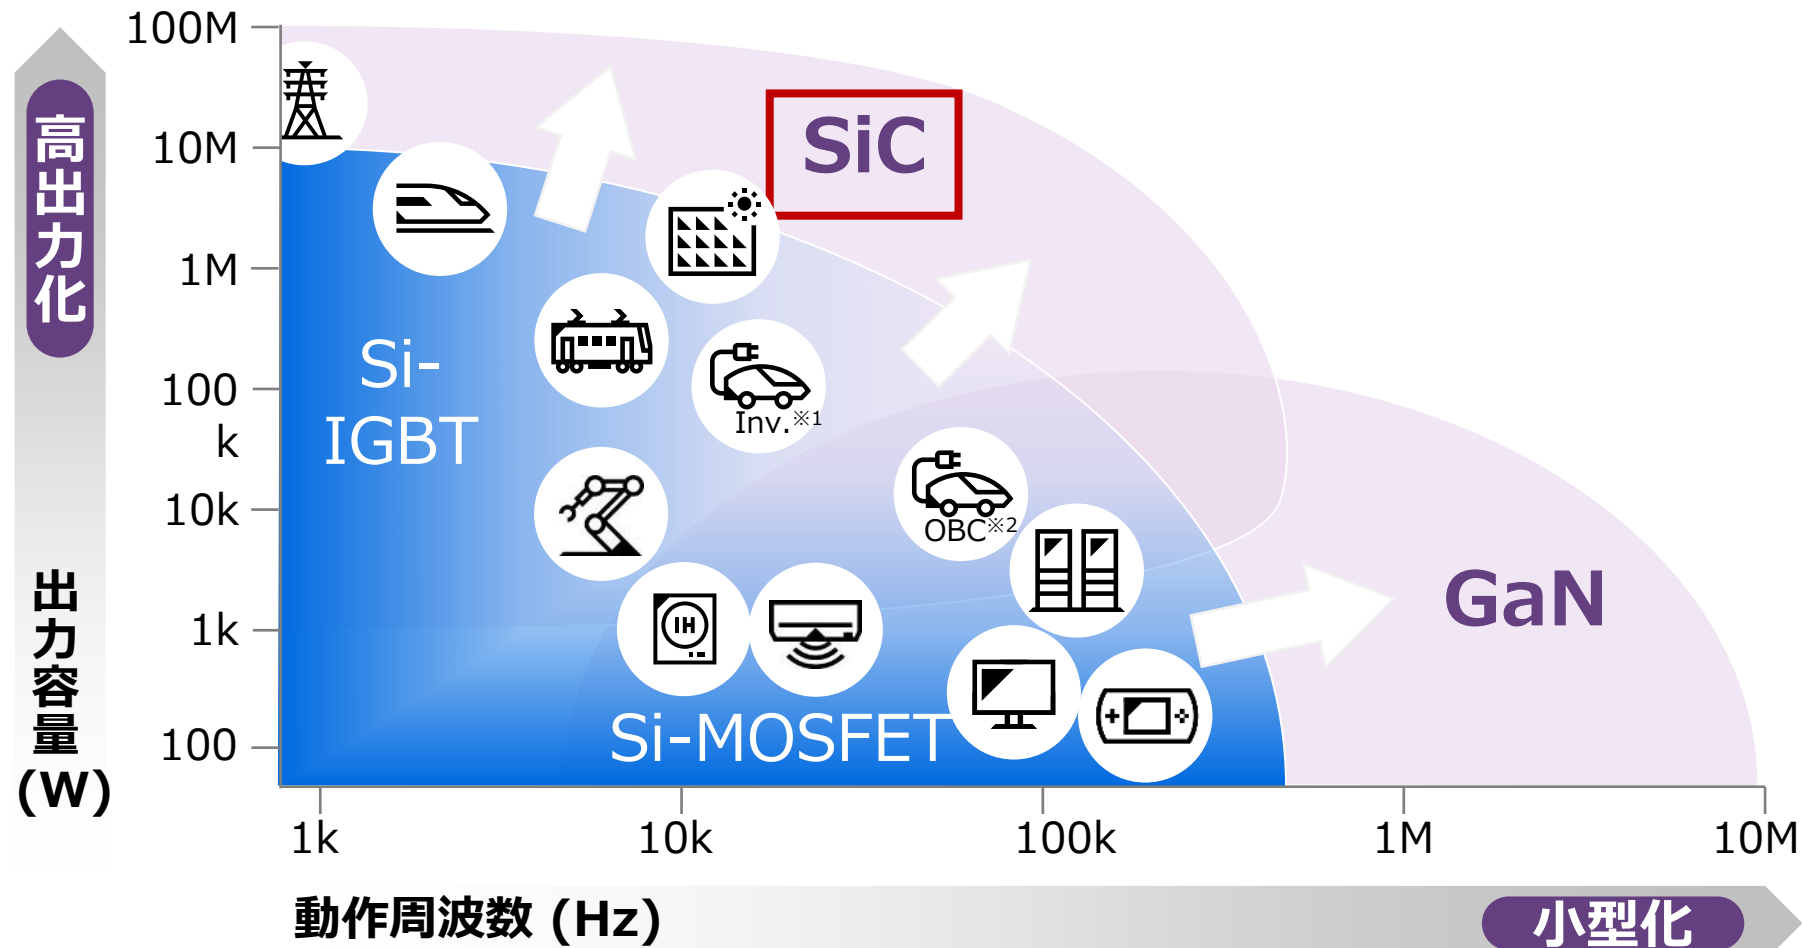 高出力化
出力容量
(W)
100M
10M
1M
100
k
10k
1k
100
SiC
Si-
IGBT
Inv.※1
OBC※2
IH
GaN
Si-MOSFET
1k
10k
100k
1M
10M
動作周波数 (Hz)
小型化